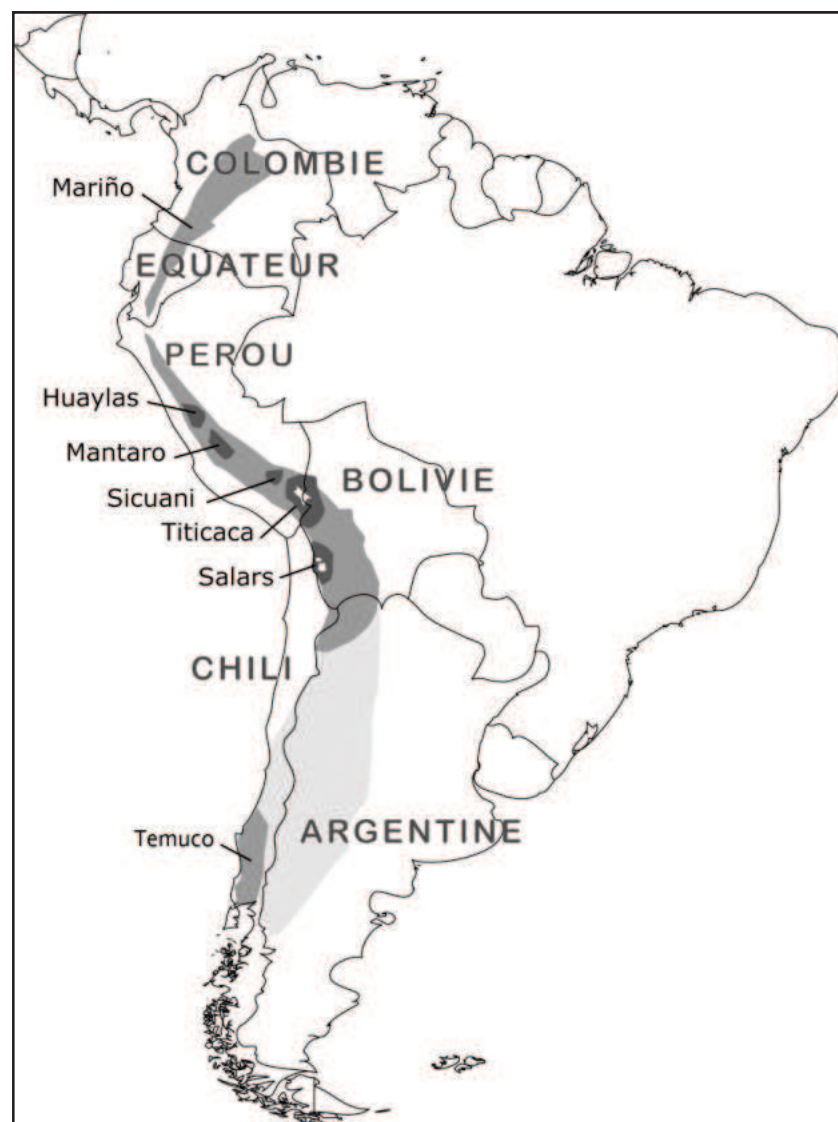 COLOMBIE
Mariño
EQUATEUR
PEROU
Huaylas
Mantaro
BOLIVIE
Sicuani
Titicaca
Salars
CHILI
ARGENTINE
Temuco